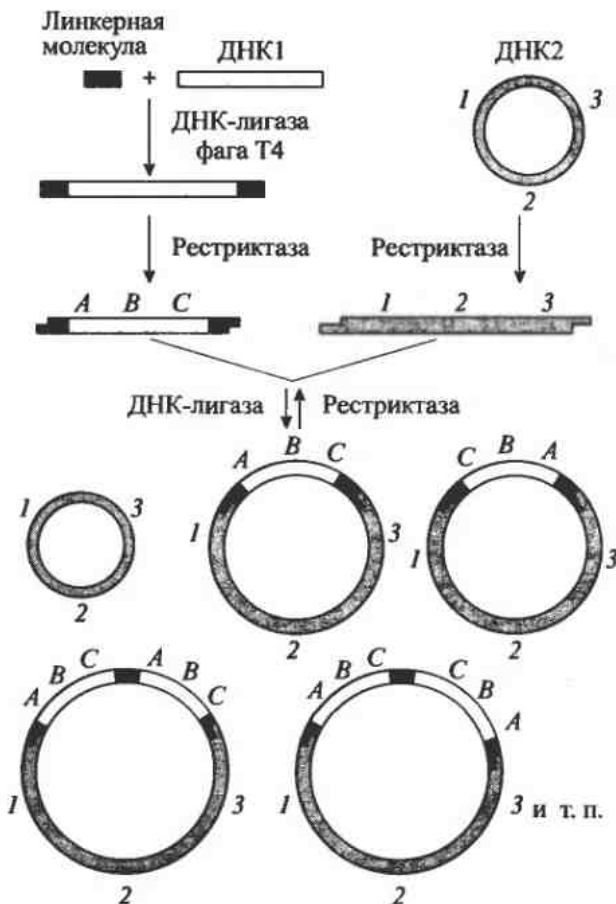 Линкерная
молекула
ДНК1
ДНК2
+
1
3
2
ДНК-лигаза
фага Т4
Рестриктаза
Рестриктаза
A B C
1 2 3
ДНК-лигаза
Рестриктаза
1
3
2
A
B
C
1
3
2
C
B
A
1
3
2
A
B
C
A
B
C
1
3
2
A
B
C
C
B
A
1
3 и т. п.
2